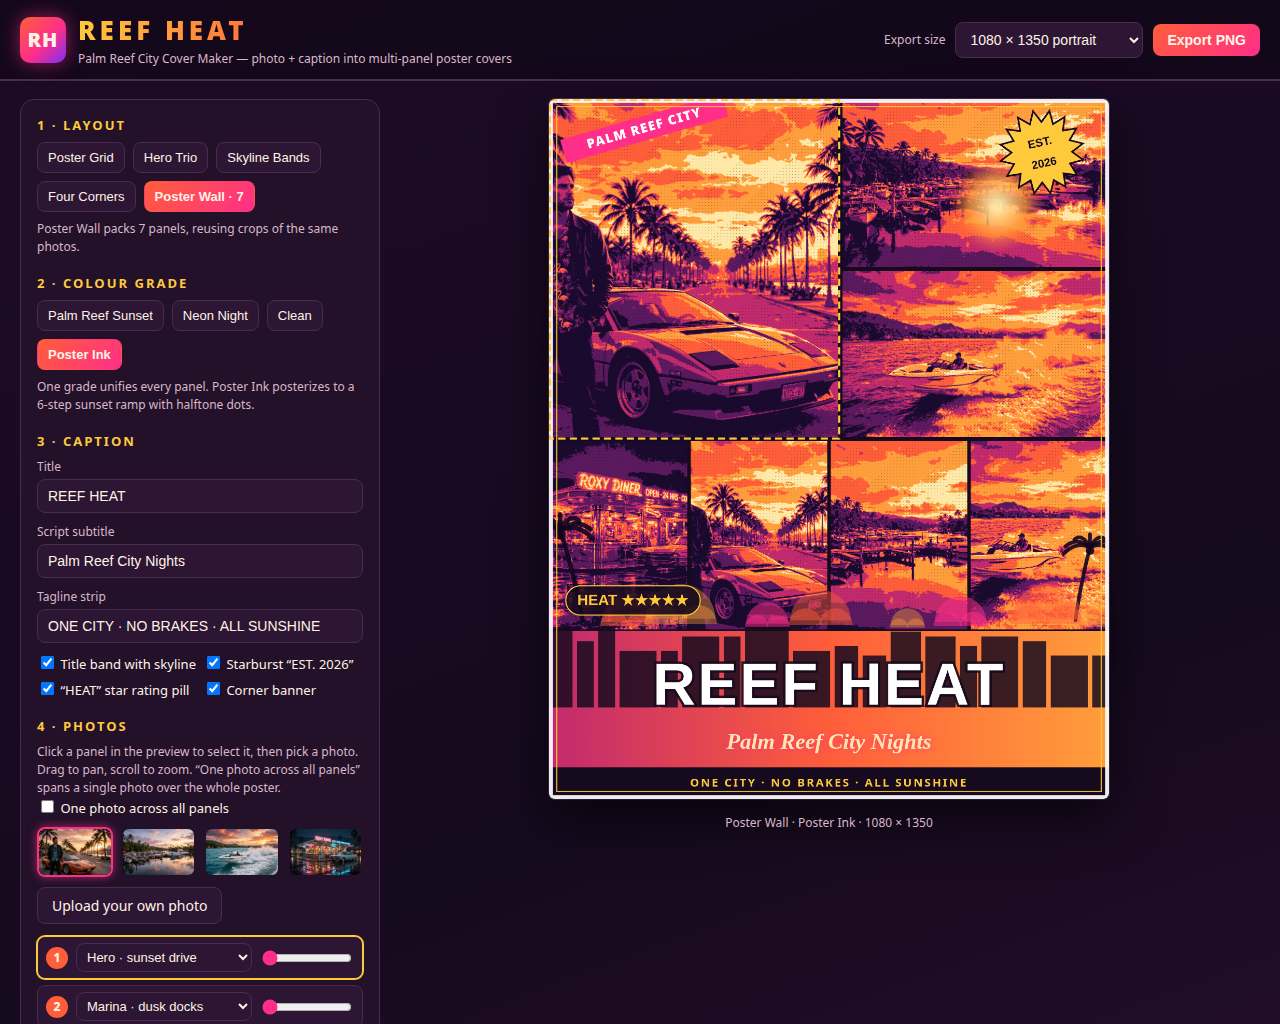 RH
REEF HEAT
Palm Reef City Cover Maker — photo + caption into multi-panel poster covers
Export size
1080 × 1350 portrait
Export PNG
1 · LAYOUT
Poster Grid
Hero Trio
Skyline Bands
Four Corners
Poster Wall · 7
Poster Wall packs 7 panels, reusing crops of the same
photos.
2 · COLOUR GRADE
Palm Reef Sunset
Neon Night
Clean
Poster Ink
One grade unifies every panel. Poster Ink posterizes to a
6-step sunset ramp with halftone dots.
3 · CAPTION
Title
REEF HEAT
Script subtitle
Palm Reef City Nights
Tagline strip
ONE CITY · NO BRAKES · ALL SUNSHINE
Title band with skyline
Starburst “EST. 2026”
“HEAT” star rating pill
Corner banner
4 · PHOTOS
Click a panel in the preview to select it, then pick a photo.
Drag to pan, scroll to zoom. “One photo across all panels”
spans a single photo over the whole poster.
One photo across all panels
Upload your own photo
1
Hero · sunset drive
2
Marina · dusk docks
PALM REEF CITY
EST.
2026
ROXY DINER
OPEN·24 HRS·
HEAT ★★★★★
REEF HEAT
Palm Reef City Nights
ONE CITY · NO BRAKES · ALL SUNSHINE
Poster Wall · Poster Ink · 1080 × 1350